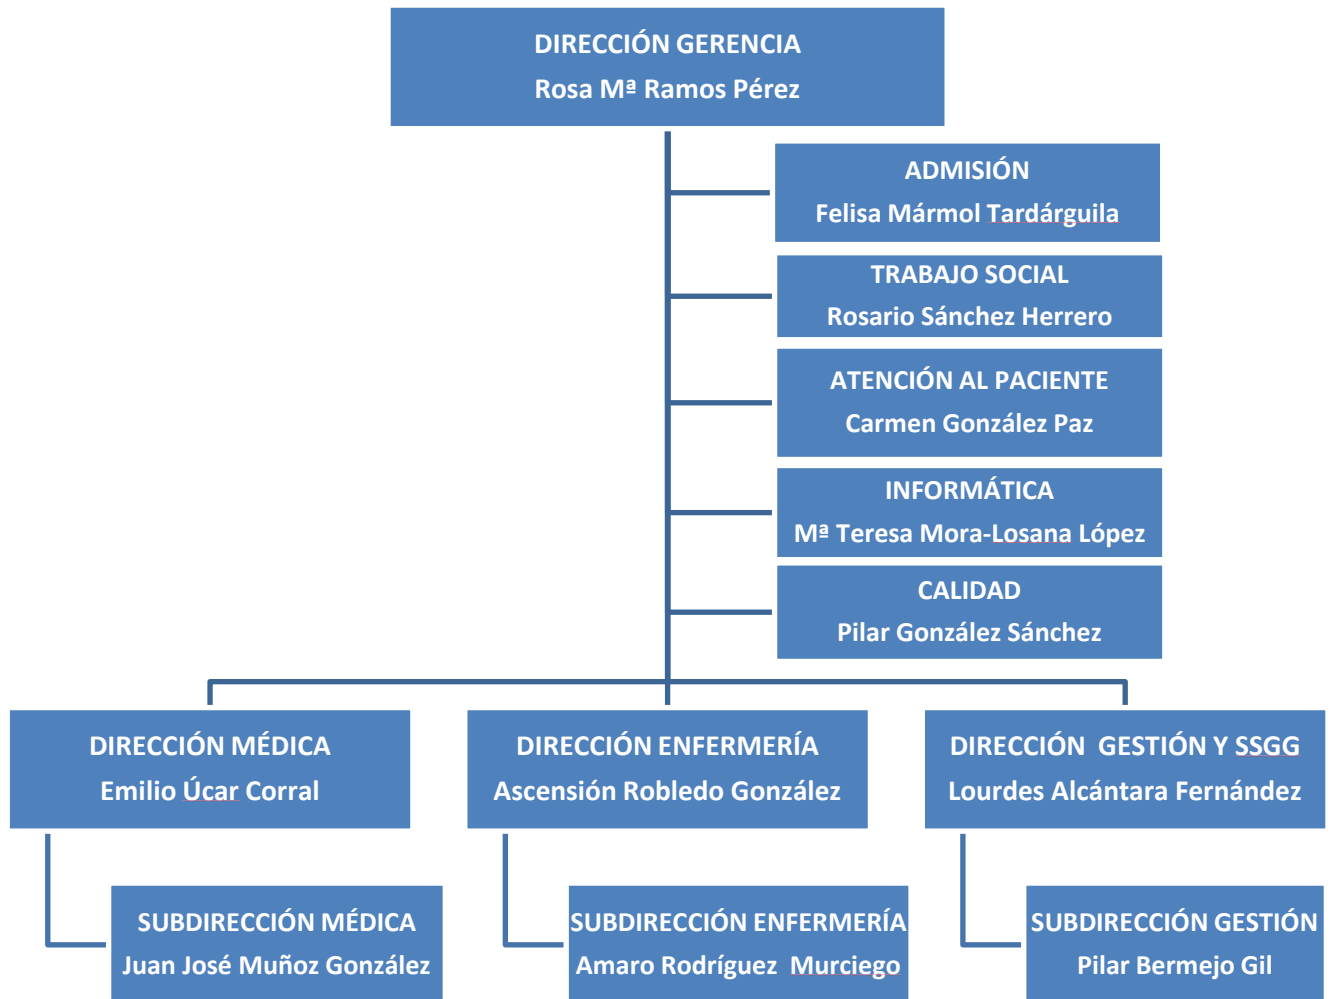 DIRECCIÓN GERENCIA
Rosa Mª Ramos Pérez
ADMISIÓN
Felisa Mármol Tardárguila
TRABAJO SOCIAL
Rosario Sánchez Herrero
ATENCIÓN AL PACIENTE
Carmen González Paz
INFORMÁTICA
Mª Teresa Mora-Losana López
CALIDAD
Pilar González Sánchez
DIRECCIÓN MÉDICA
Emilio Úcar Corral
DIRECCIÓN ENFERMERÍA
Ascensión Robledo González
DIRECCIÓN GESTIÓN Y SSGG
Lourdes Alcántara Fernández
SUBDIRECCIÓN MÉDICA
Juan José Muñoz González
SUBDIRECCIÓN ENFERMERÍA
Amaro Rodríguez Murciego
SUBDIRECCIÓN GESTIÓN
Pilar Bermejo Gil